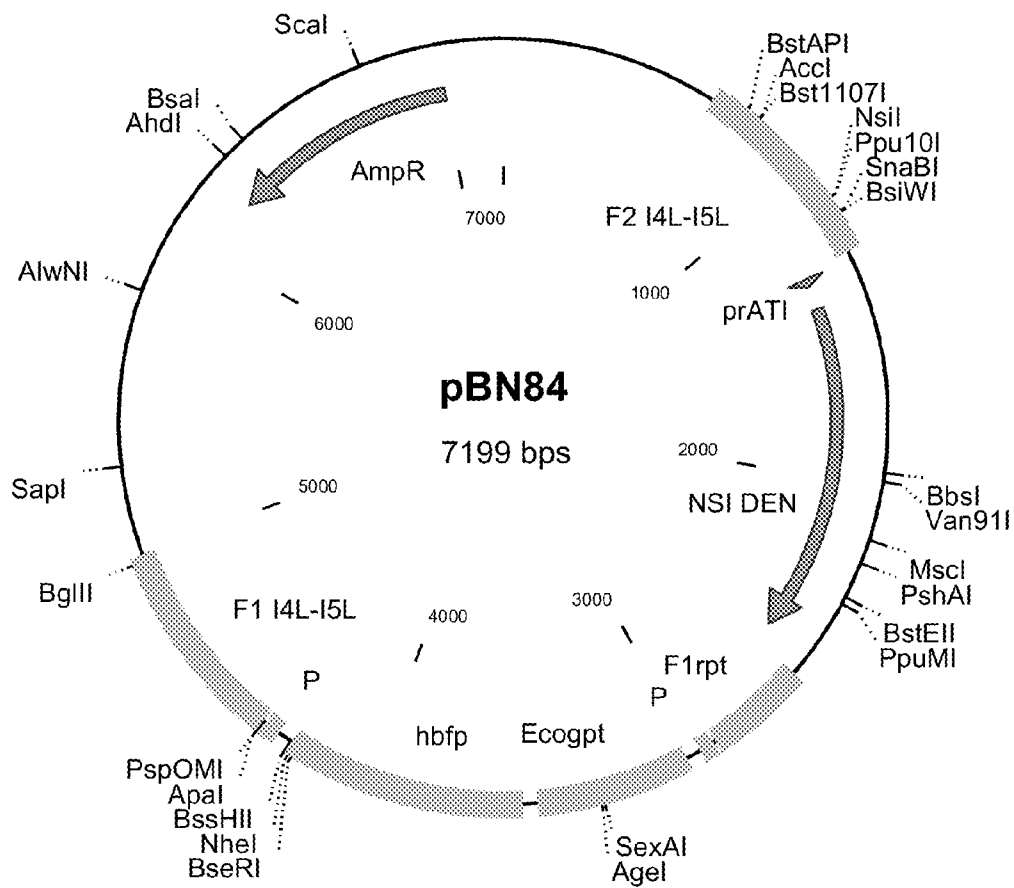 ScaI
BsaI
AhdI
AlwNI
SapI
BglII
PspOMI
ApaI
BssHII
NheI
BseRI
BstAPI
AccI
Bst1107I
NsiI
Ppu10I
SnaBI
BsiWI
BbsI
Van91I
MscI
PshAI
BstEII
PpuMI
SexAI
AgeI
AmpR
7000
F2 I4L-I5L
1000
prATI
6000
pBN84
7199 bps
2000
NSI DEN
5000
F1 I4L-I5L
4000
3000
F1rpt
P
P
hbfp
Ecogpt